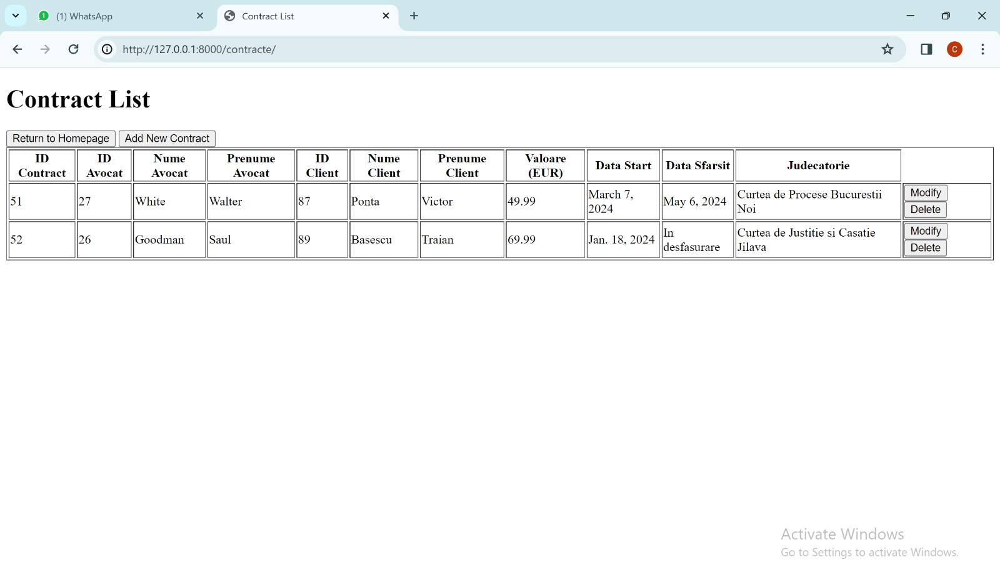 1 (1) WhatsApp Contract List
http://127.0.0.1:8000/contracte/ C
Contract List
Return to Homepage Add New Contract
ID Contract ID Avocat Nume Avocat Prenume Avocat ID Client Nume Client Prenume Client Valoare (EUR) Data Start Data Sfarsit Judecatorie
51 27 White Walter 87 Ponta Victor 49.99 March 7, 2024 May 6, 2024 Curtea de Procese Bucurestii Noi Modify Delete
52 26 Goodman Saul 89 Basescu Traian 69.99 Jan. 18, 2024 In desfasurare Curtea de Justitie si Casatie Jilava Modify Delete
Activate Windows
Go to Settings to activate Windows.